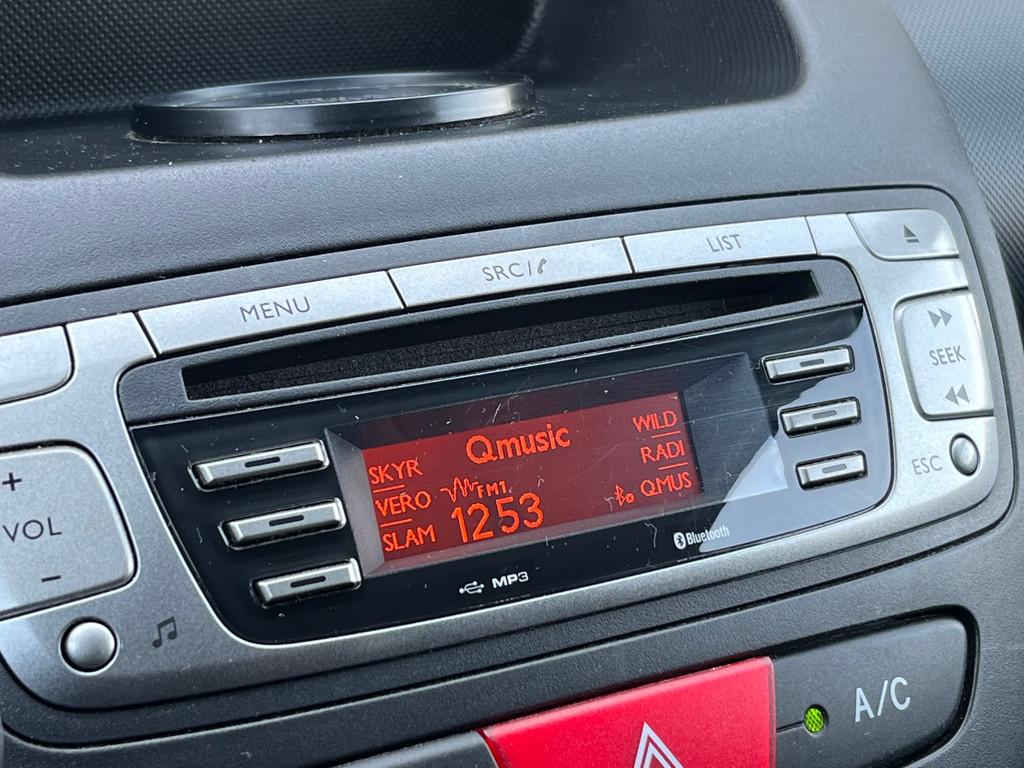 MENU
SRC/
LIST
SEEK
ESC
+
VOL
−
Qmusic
SKYR
VERO
SLAM
FM1
1253
WILD
RADI
QMUS
MP3
Bluetooth
A/C